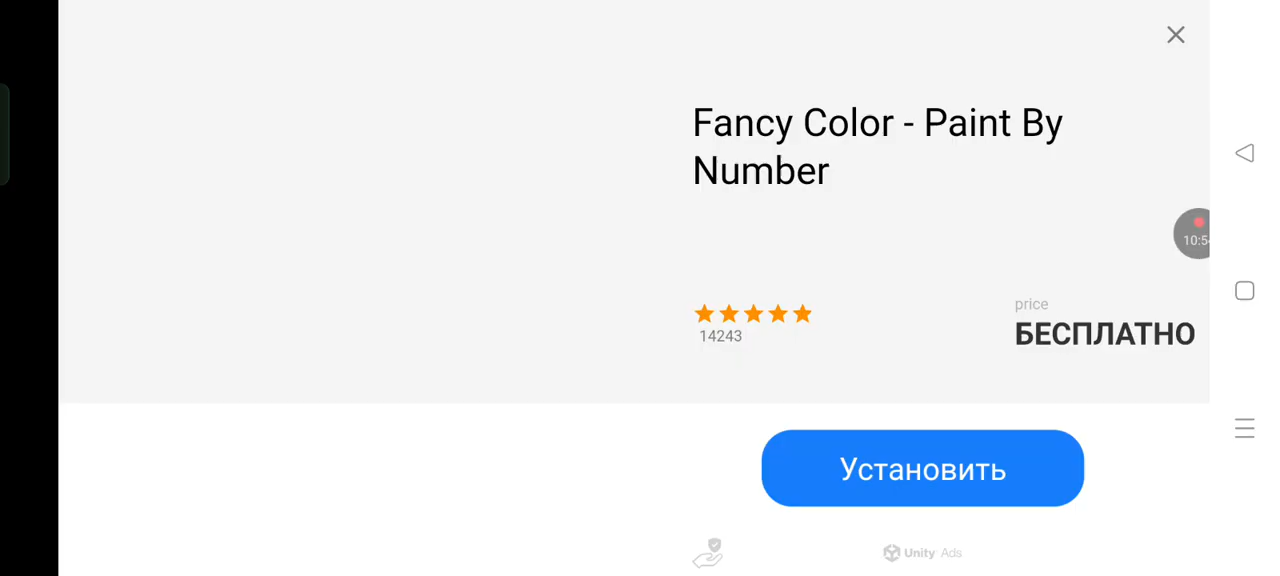 Fancy Color - Paint By
Number
14243
price
БЕСПЛАТНО
Установить
Unity Ads